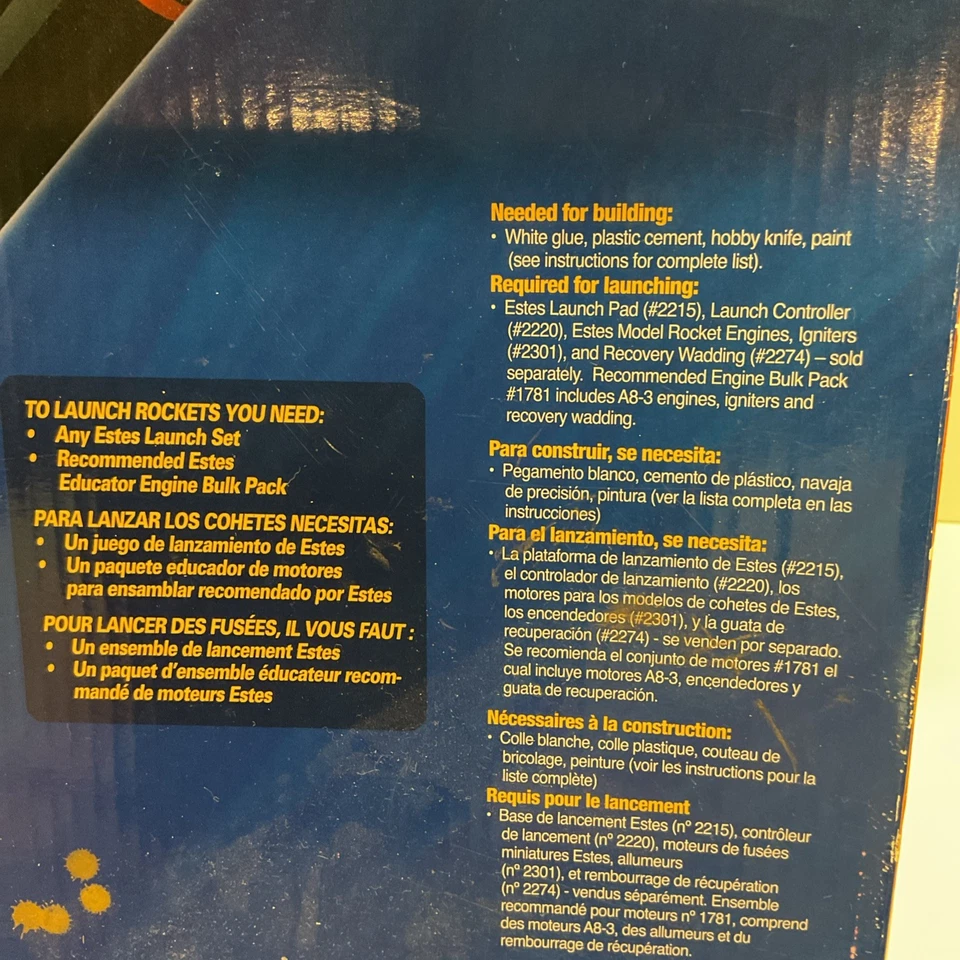 TO LAUNCH ROCKETS YOU NEED:
• Any Estes Launch Set
• Recommended Estes
Educator Engine Bulk Pack
PARA LANZAR LOS COHETES NECESITAS:
• Un juego de lanzamiento de Estes
• Un paquete educador de motores
para ensamblar recomendado por Estes
POUR LANCER DES FUSÉES, IL VOUS FAUT :
• Un ensemble de lancement Estes
• Un paquet d'ensemble éducateur recom-
mandé de moteurs Estes
Needed for building:
• White glue, plastic cement, hobby knife, paint
(see instructions for complete list).
Required for launching:
• Estes Launch Pad (#2215), Launch Controller
(#2220), Estes Model Rocket Engines, Igniters
(#2301), and Recovery Wadding (#2274) – sold
separately. Recommended Engine Bulk Pack
#1781 includes A8-3 engines, igniters and
recovery wadding.
Para construir, se necesita:
• Pegamento blanco, cemento de plástico, navaja
de precisión, pintura (ver la lista completa en las
instrucciones)
Para el lanzamiento, se necesita:
• La plataforma de lanzamiento de Estes (#2215),
el controlador de lanzamiento (#2220), los
motores para los modelos de cohetes de Estes,
los encendedores (#2301), y la guata de
recuperación (#2274) - se venden por separado.
Se recomienda el conjunto de motores #1781 el
cual incluye motores A8-3, encendedores y
guata de recuperación.
Nécessaires à la construction:
• Colle blanche, colle plastique, couteau de
bricolage, peinture (voir les instructions pour la
liste complète)
Requis pour le lancement
• Base de lancement Estes (nº 2215), contrôleur
de lancement (nº 2220), moteurs de fusées
miniatures Estes, allumeurs
(nº 2301), et rembourrage de récupération
(nº 2274) - vendus séparément. Ensemble
recommandé pour moteurs nº 1781, comprend
des moteurs A8-3, des allumeurs et du
rembourrage de récupération.